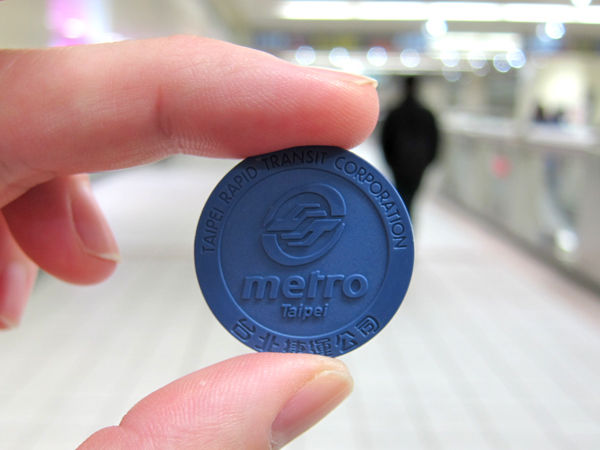 TAIPEI RAPID TRANSIT CORPORATION
metro
Taipei
台北捷運公司